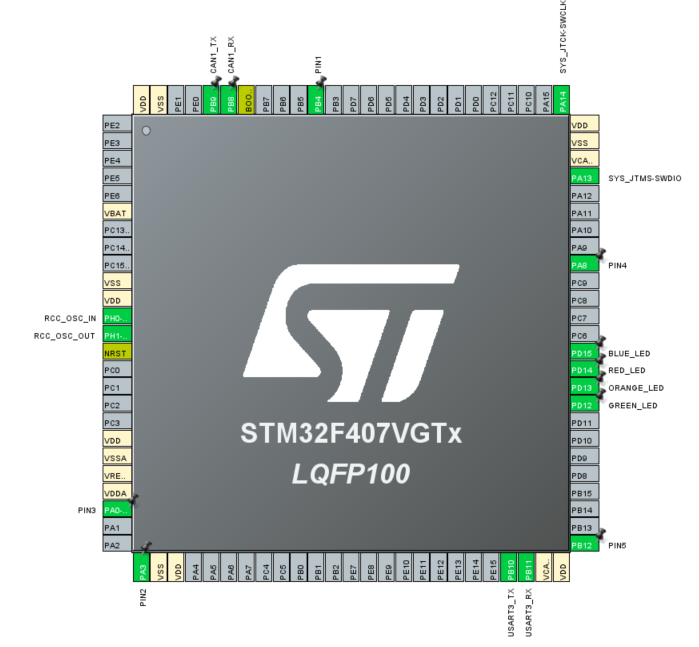 CAN1_TX
CAN1_RX
PIN1
SYS_JTCK-SWCLK
VDD
VSS
PE1
PE0
PB9
PB8
BOO..
PB7
PB6
PB5
PB4
PB3
PD7
PD6
PD5
PD4
PD3
PD2
PD1
PD0
PC12
PC11
PC10
PA15
PA14
PE2
PE3
PE4
PE5
PE6
VBAT
PC13..
PC14..
PC15..
VSS
VDD
RCC_OSC_IN PH0-..
RCC_OSC_OUT PH1-..
NRST
PC0
PC1
PC2
PC3
VDD
VSSA
VRE..
VDDA
PIN3 PA0-..
PA1
PA2
VDD
VSS
VCA..
PA13 SYS_JTMS-SWDIO
PA12
PA11
PA10
PA9
PA8 PIN4
PC9
PC8
PC7
PC6
PD15 BLUE_LED
PD14 RED_LED
PD13 ORANGE_LED
PD12 GREEN_LED
PD11
PD10
PD9
PD8
PB15
PB14
PB13
PB12 PIN5
ST
STM32F407VGTx
LQFP100
PA3
VSS
VDD
PA4
PA5
PA6
PA7
PC4
PC5
PB0
PB1
PB2
PE7
PE8
PE9
PE10
PE11
PE12
PE13
PE14
PE15
PB10
PB11
VCA..
VDD
PIN2
USART3_TX
USART3_RX